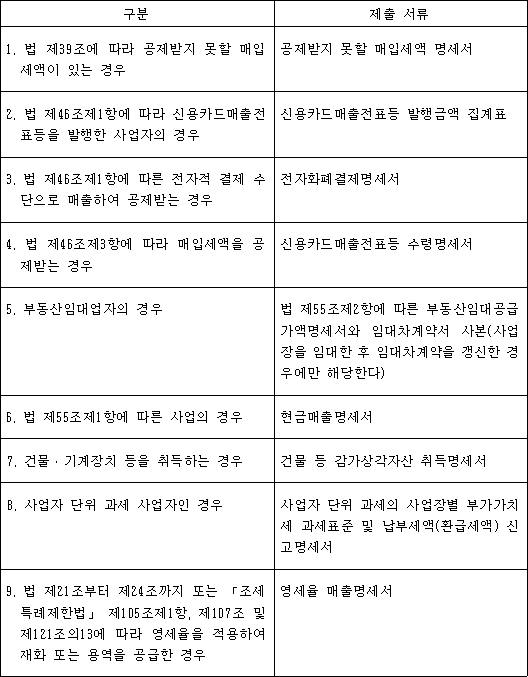 구분
제출 서류
1. 법 제39조에 따라 공제받지 못할 매입
세액이 있는 경우
공제받지 못할 매입세액 명세서
2. 법 제46조제1항에 따라 신용카드매출전
표등을 발행한 사업자의 경우
신용카드매출전표등 발행금액 집계표
3. 법 제46조제1항에 따른 전자적 결제 수
단으로 매출하여 공제받는 경우
전자화폐결제명세서
4. 법 제46조제3항에 따라 매입세액을 공
제받는 경우
신용카드매출전표등 수령명세서
5. 부동산임대업자의 경우
법 제55조제2항에 따른 부동산임대공급
가액명세서와 임대차계약서 사본(사업
장을 임대한 후 임대차계약을 갱신한 경
우에만 해당한다)
6. 법 제55조제1항에 따른 사업의 경우
현금매출명세서
7. 건물ㆍ기계장치 등을 취득하는 경우
건물 등 감가상각자산 취득명세서
8. 사업자 단위 과세 사업자인 경우
사업자 단위 과세의 사업장별 부가가치
세 과세표준 및 납부세액(환급세액) 신
고명세서
9. 법 제21조부터 제24조까지 또는 「조세
특례제한법」 제105조제1항, 제107조 및
제121조의13에 따라 영세율을 적용하여
재화 또는 용역을 공급한 경우
영세율 매출명세서